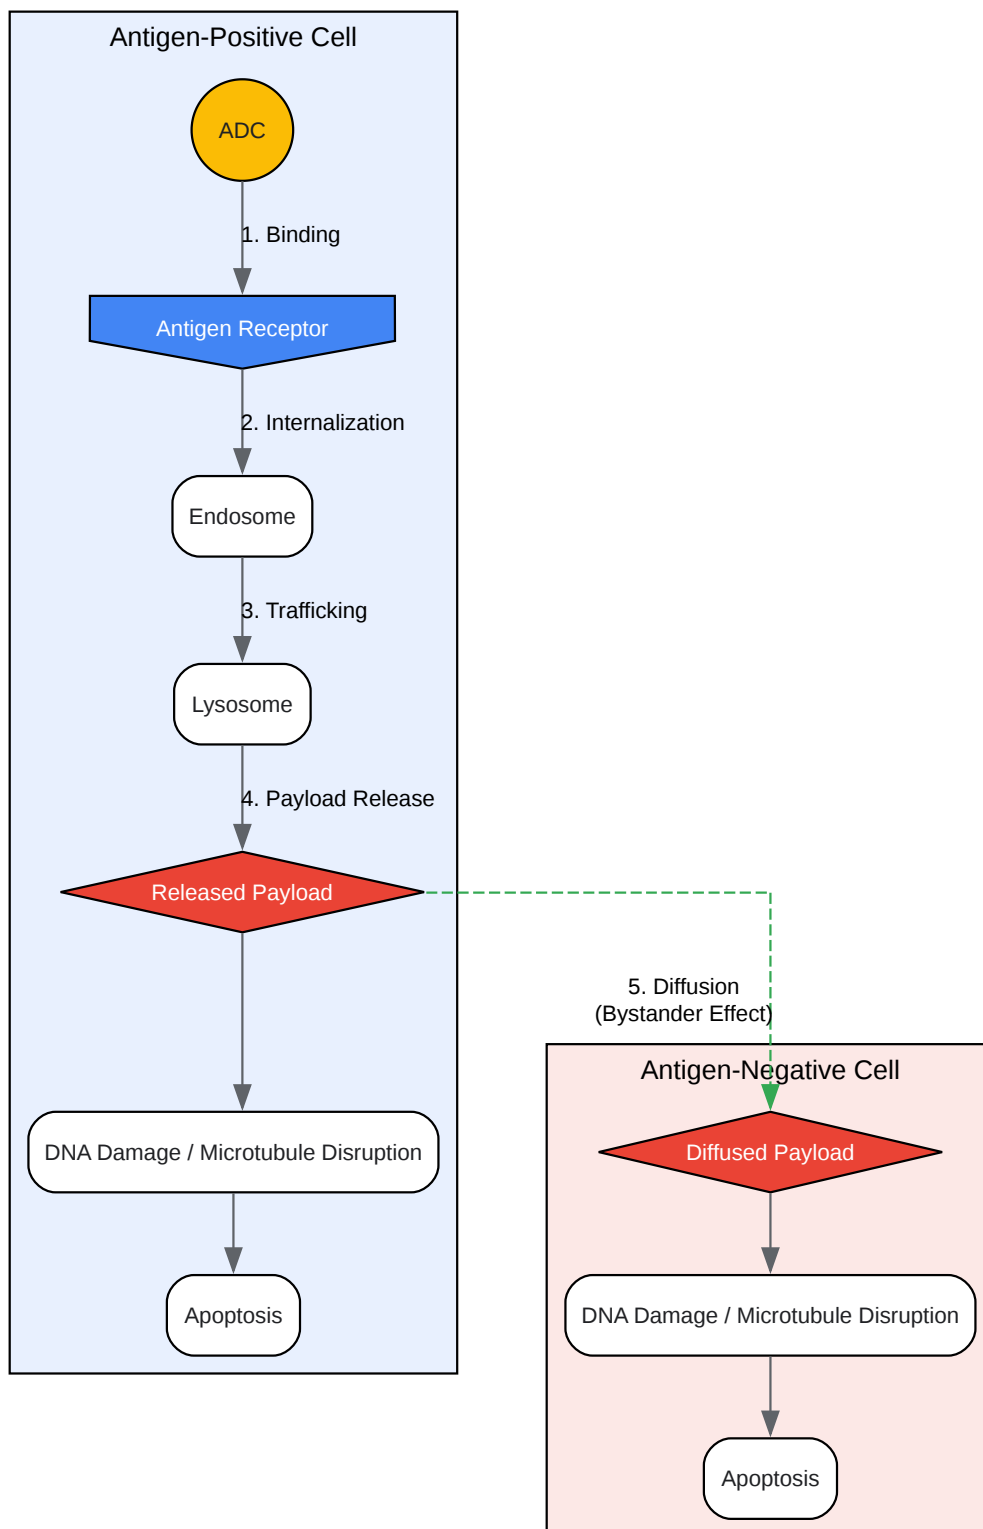 Antigen-Positive Cell
ADC
1. Binding
Antigen Receptor
2. Internalization
Endosome
3. Trafficking
Lysosome
4. Payload Release
Released Payload
5. Diffusion
(Bystander Effect)
DNA Damage / Microtubule Disruption
Apoptosis
Antigen-Negative Cell
Diffused Payload
DNA Damage / Microtubule Disruption
Apoptosis